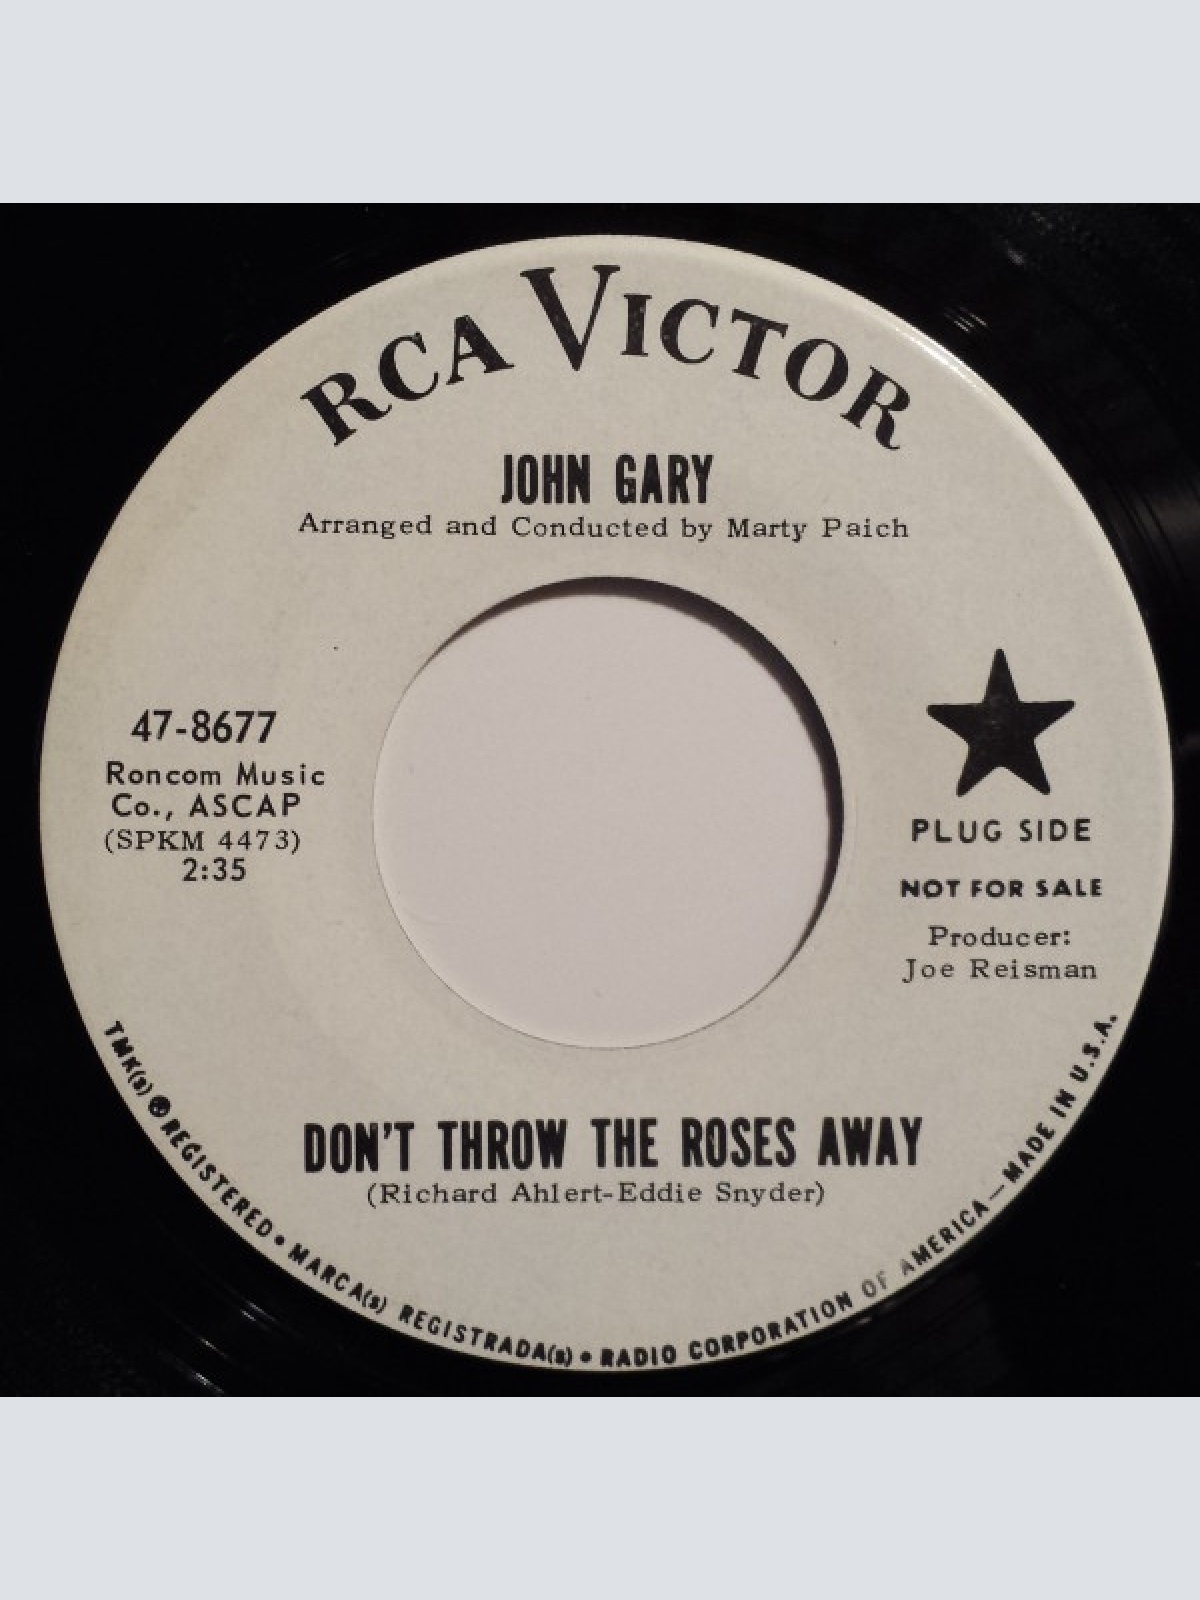 RCA VICTOR
JOHN GARY
Arranged and Conducted by Marty Paich
47-8677
Roncom Music
Co., ASCAP
(SPKM 4473)
2:35
PLUG SIDE
NOT FOR SALE
Producer:
Joe Reisman
DON'T THROW THE ROSES AWAY
(Richard Ahlert-Eddie Snyder)
TMK(s) ® REGISTERED • MARCA(s) REGISTRADA(s) • RADIO CORPORATION OF AMERICA — MADE IN U.S.A.